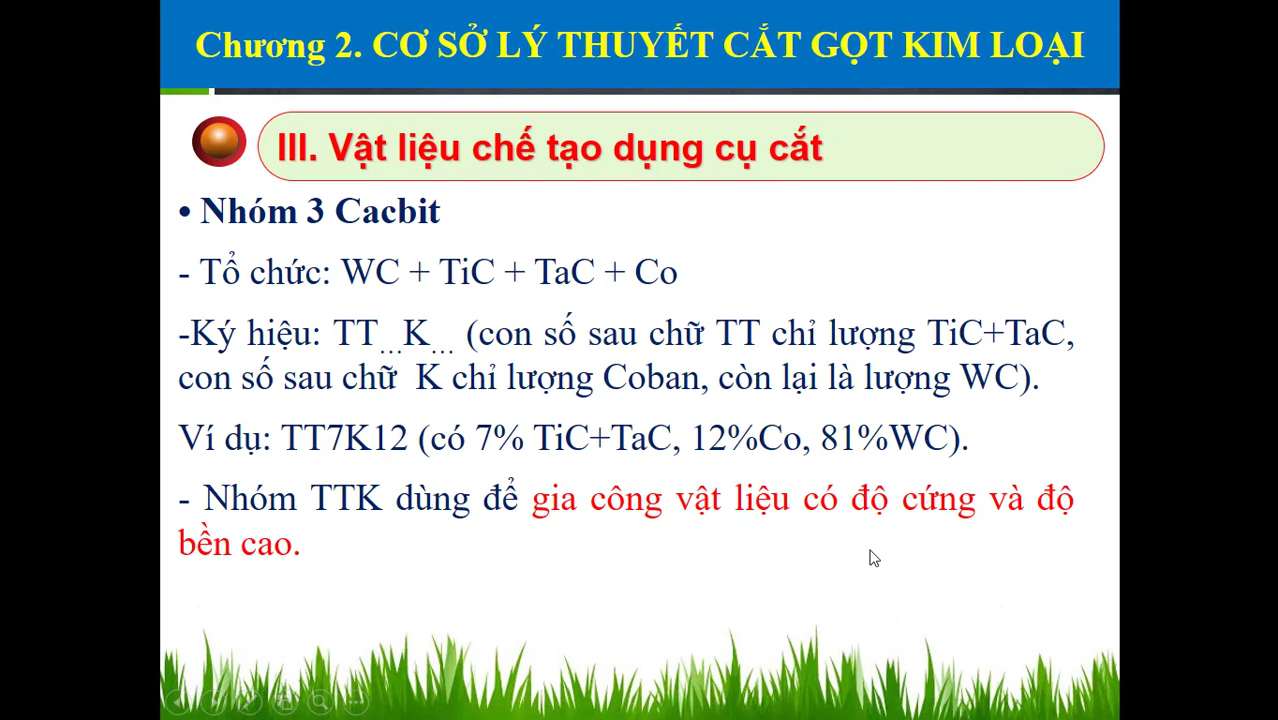 Chương 2. CƠ SỞ LÝ THUYẾT CẮT GỌT KIM LOẠI
III. Vật liệu chế tạo dụng cụ cắt
• Nhóm 3 Cacbit
- Tổ chức: WC + TiC + TaC + Co
-Ký hiệu: TT...K... (con số sau chữ TT chỉ lượng TiC+TaC,
con số sau chữ K chỉ lượng Coban, còn lại là lượng WC).
Ví dụ: TT7K12 (có 7% TiC+TaC, 12%Co, 81%WC).
- Nhóm TTK dùng để gia công vật liệu có độ cứng và độ
bền cao.